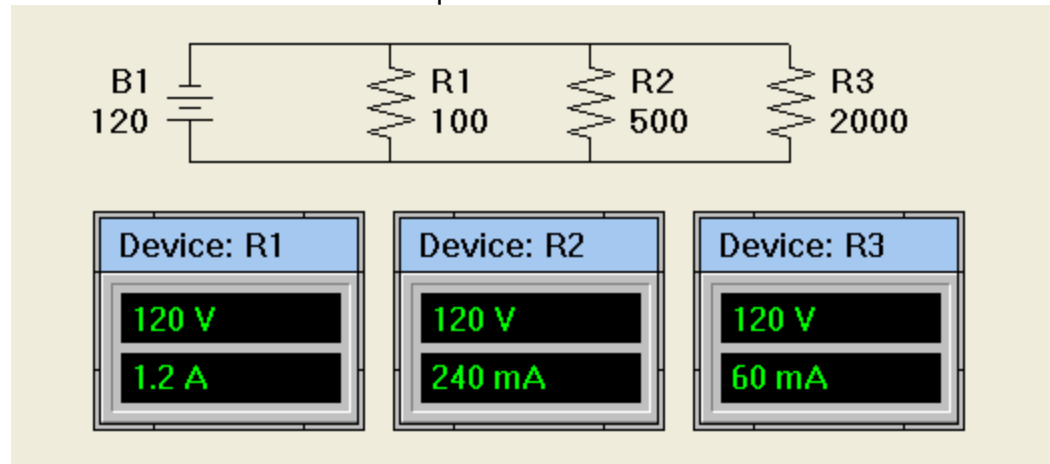 B1
120
R1
100
R2
500
R3
2000
Device: R1
120 V
1.2 A
Device: R2
120 V
240 mA
Device: R3
120 V
60 mA